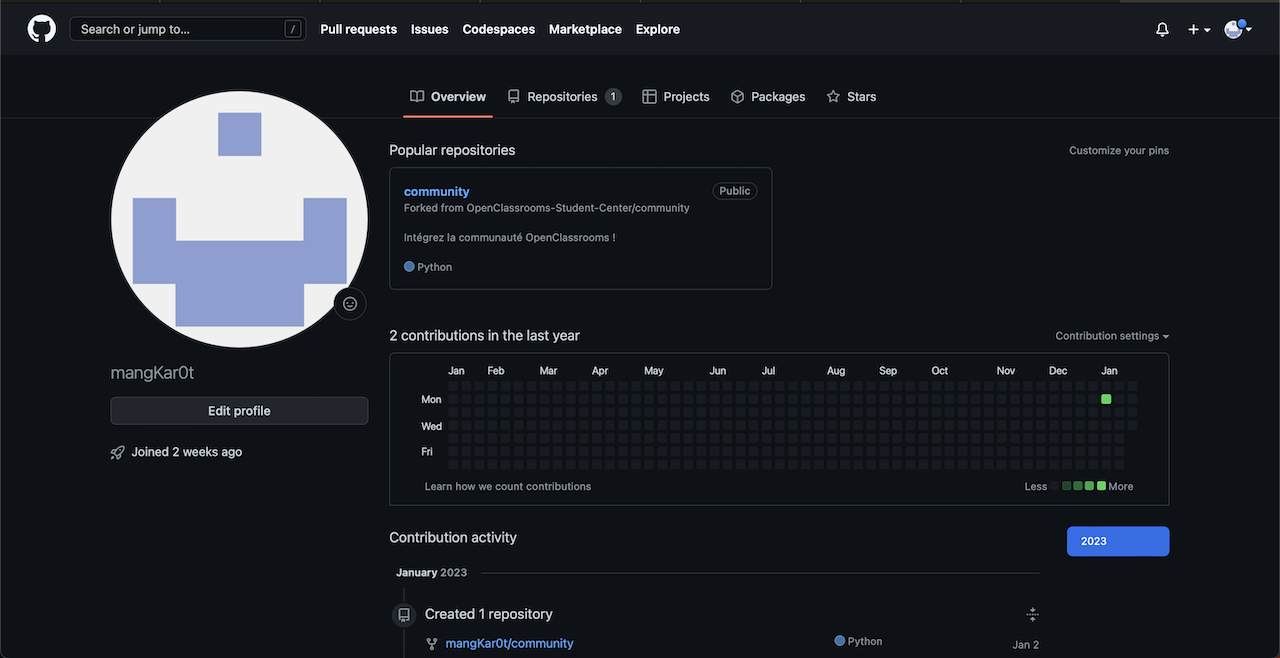 Search or jump to... / Pull requests Issues Codespaces Marketplace Explore
Overview Repositories 1 Projects Packages Stars
mangKar0t
Edit profile
Joined 2 weeks ago
Popular repositories Customize your pins
community Public
Forked from OpenClassrooms-Student-Center/community
Intégrez la communauté OpenClassrooms !
Python
2 contributions in the last year Contribution settings
Jan Feb Mar Apr May Jun Jul Aug Sep Oct Nov Dec Jan
Mon
Wed
Fri
Learn how we count contributions Less More
Contribution activity 2023
January 2023
Created 1 repository
mangKar0t/community Python Jan 2